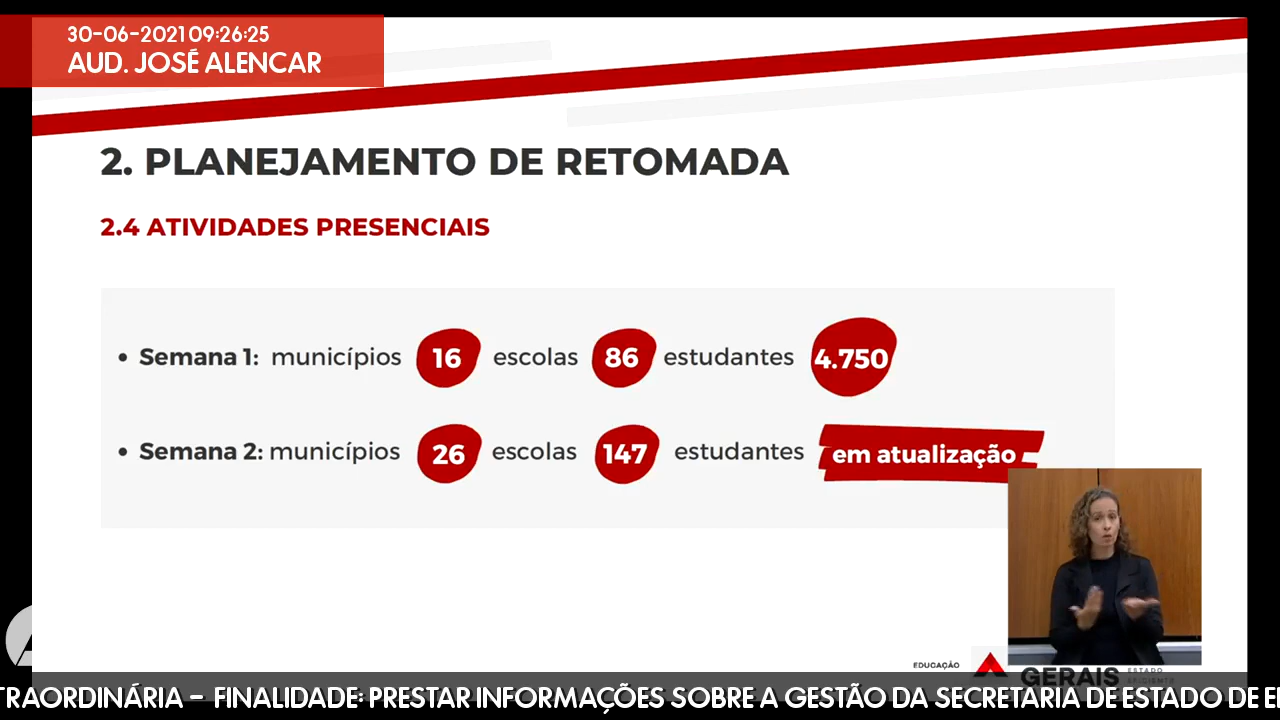 30-06-2021 09:26:25
AUD. JOSÉ ALENCAR
2. PLANEJAMENTO DE RETOMADA
2.4 ATIVIDADES PRESENCIAIS
• Semana 1: municípios 16 escolas 86 estudantes 4.750
• Semana 2: municípios 26 escolas 147 estudantes em atualização
EDUCAÇÃO
GERAIS
ESTADO
EFICIENTE
TRAORDINÁRIA - FINALIDADE: PRESTAR INFORMAÇÕES SOBRE A GESTÃO DA SECRETARIA DE ESTADO DE E